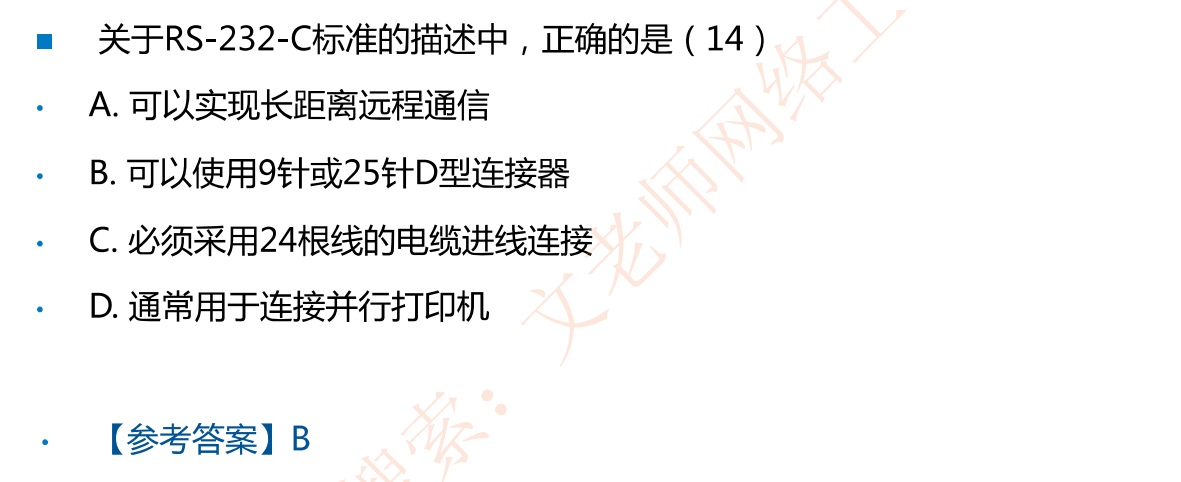 ■ 关于RS-232-C标准的描述中，正确的是（14）
• A. 可以实现长距离远程通信
• B. 可以使用9针或25针D型连接器
• C. 必须采用24根线的电缆进线连接
• D. 通常用于连接并行打印机
• 【参考答案】B
搜索：文老师网络工